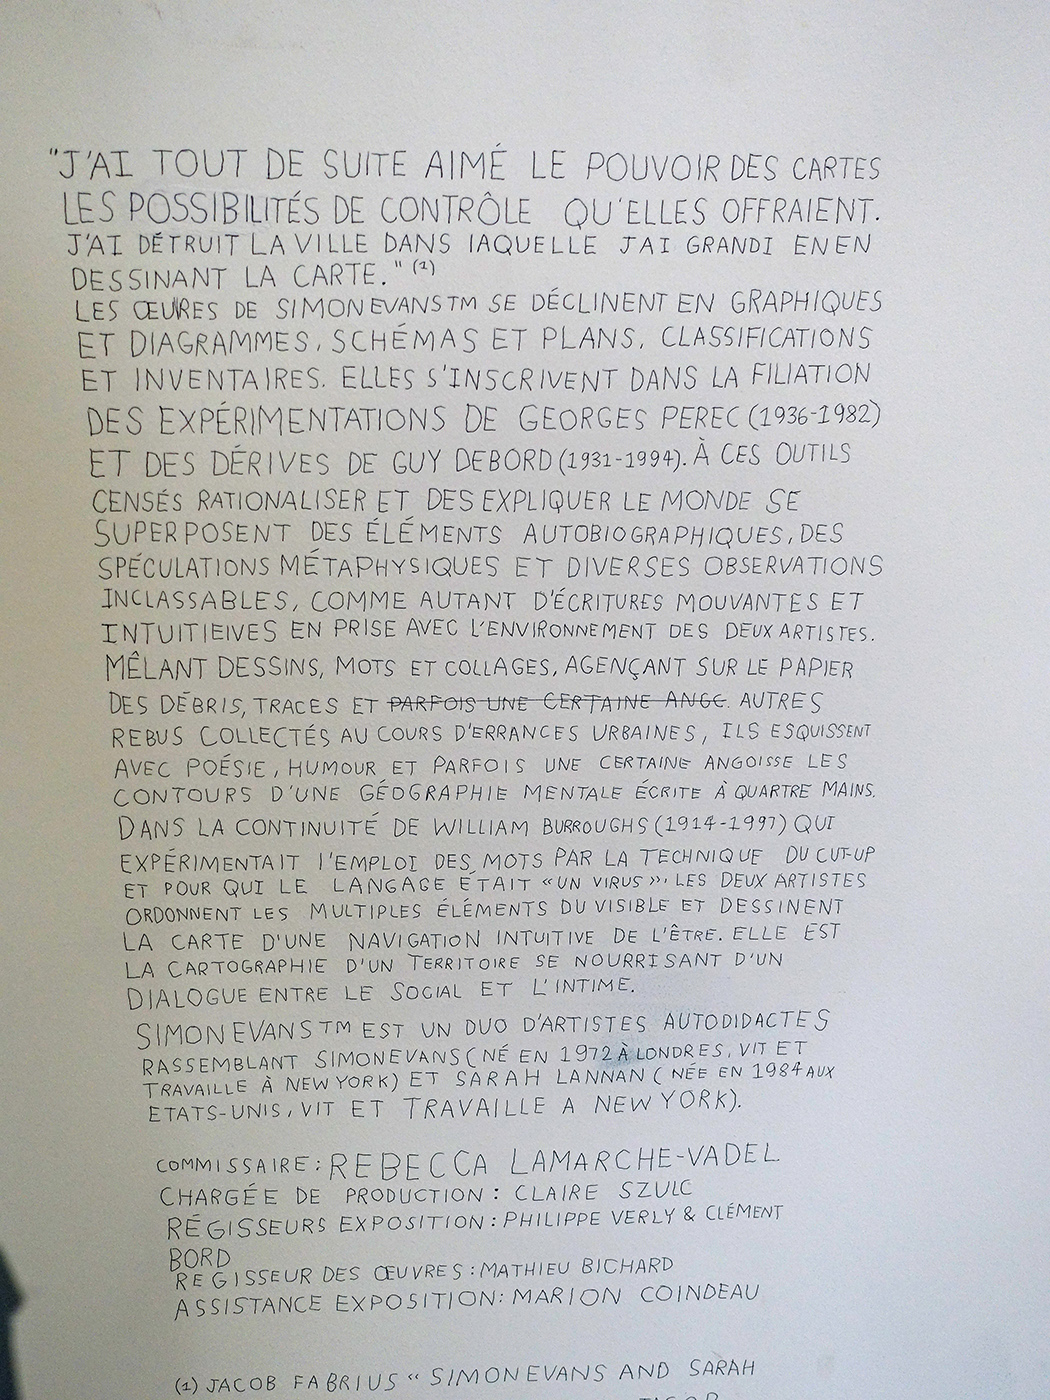 "J'AI TOUT DE SUITE AIMÉ LE POUVOIR DES CARTES
LES POSSIBILITÉS DE CONTRÔLE QU'ELLES OFFRAIENT.
J'AI DÉTRUIT LA VILLE DANS LAQUELLE J'AI GRANDI EN EN
DESSINANT LA CARTE." (1)
LES ŒUVRES DE SIMON EVANS™ SE DÉCLINENT EN GRAPHIQUES
ET DIAGRAMMES, SCHÉMAS ET PLANS, CLASSIFICATIONS
ET INVENTAIRES. ELLES S'INSCRIVENT DANS LA FILIATION
DES EXPÉRIMENTATIONS DE GEORGES PEREC (1936-1982)
ET DES DÉRIVES DE GUY DEBORD (1931-1994). À CES OUTILS
CENSÉS RATIONALISER ET DES EXPLIQUER LE MONDE SE
SUPERPOSENT DES ÉLÉMENTS AUTOBIOGRAPHIQUES, DES
SPÉCULATIONS MÉTAPHYSIQUES ET DIVERSES OBSERVATIONS
INCLASSABLES, COMME AUTANT D'ÉCRITURES MOUVANTES ET
INTUITIEIVES EN PRISE AVEC L'ENVIRONNEMENT DES DEUX ARTISTES.
MÊLANT DESSINS, MOTS ET COLLAGES, AGENÇANT SUR LE PAPIER
DES DÉBRIS, TRACES ET PARFOIS UNE CERTAINE ANGC. AUTRES
REBUS COLLECTÉS AU COURS D'ERRANCES URBAINES, ILS ESQUISSENT
AVEC POÉSIE, HUMOUR ET PARFOIS UNE CERTAINE ANGOISSE LES
CONTOURS D'UNE GÉOGRAPHIE MENTALE ÉCRITE À QUARTRE MAINS.
DANS LA CONTINUITÉ DE WILLIAM BURROUGHS (1914-1997) QUI
EXPÉRIMENTAIT l'EMPLOI DES MOTS PAR LA TECHNIQUE DU CUT-UP
ET POUR QUI LE LANGAGE ÉTAIT «UN VIRUS», LES DEUX ARTISTES
ORDONNENT LES MULTIPLES ÉLÉMENTS DU VISIBLE ET DESSINENT
LA CARTE D'UNE NAVIGATION INTUITIVE DE L'ÊTRE. ELLE EST
LA CARTOGRAPHIE D'UN TERRITOIRE SE NOURRISANT D'UN
DIALOGUE ENTRE LE SOCIAL ET L'INTIME.
SIMON EVANS™ EST UN DUO D'ARTISTES AUTODIDACTES
RASSEMBLANT SIMON EVANS (NÉ EN 1972 À LONDRES, VIT ET
TRAVAILLE À NEW YORK) ET SARAH LANNAN (NÉE EN 1984 AUX
ETATS-UNIS, VIT ET TRAVAILLE A NEW YORK).
COMMISSAIRE: REBECCA LAMARCHE-VADEL
CHARGÉE DE PRODUCTION: CLAIRE SZULC
RÉGISSEURS EXPOSITION: PHILIPPE VERLY & CLÉMENT
BORD
REGISSEUR DES ŒUVRES: MATHIEU BICHARD
ASSISTANCE EXPOSITION: MARION COINDEAU
(1) JACOB FABRIUS "SIMON EVANS AND SARAH